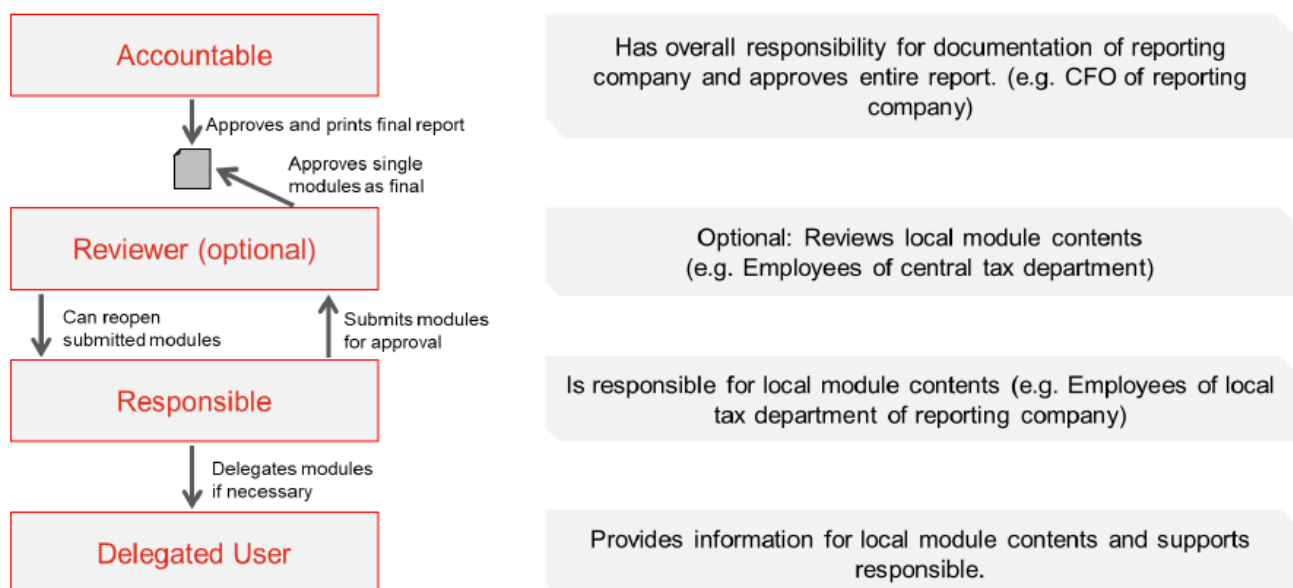 Accountable
Has overall responsibility for documentation of reporting
company and approves entire report. (e.g. CFO of reporting
company)
Approves and prints final report
Approves single
modules as final
Reviewer (optional)
Optional: Reviews local module contents
(e.g. Employees of central tax department)
Can reopen
submitted modules
Submits modules
for approval
Responsible
Is responsible for local module contents (e.g. Employees of local
tax department of reporting company)
Delegates modules
if necessary
Delegated User
Provides information for local module contents and supports
responsible.